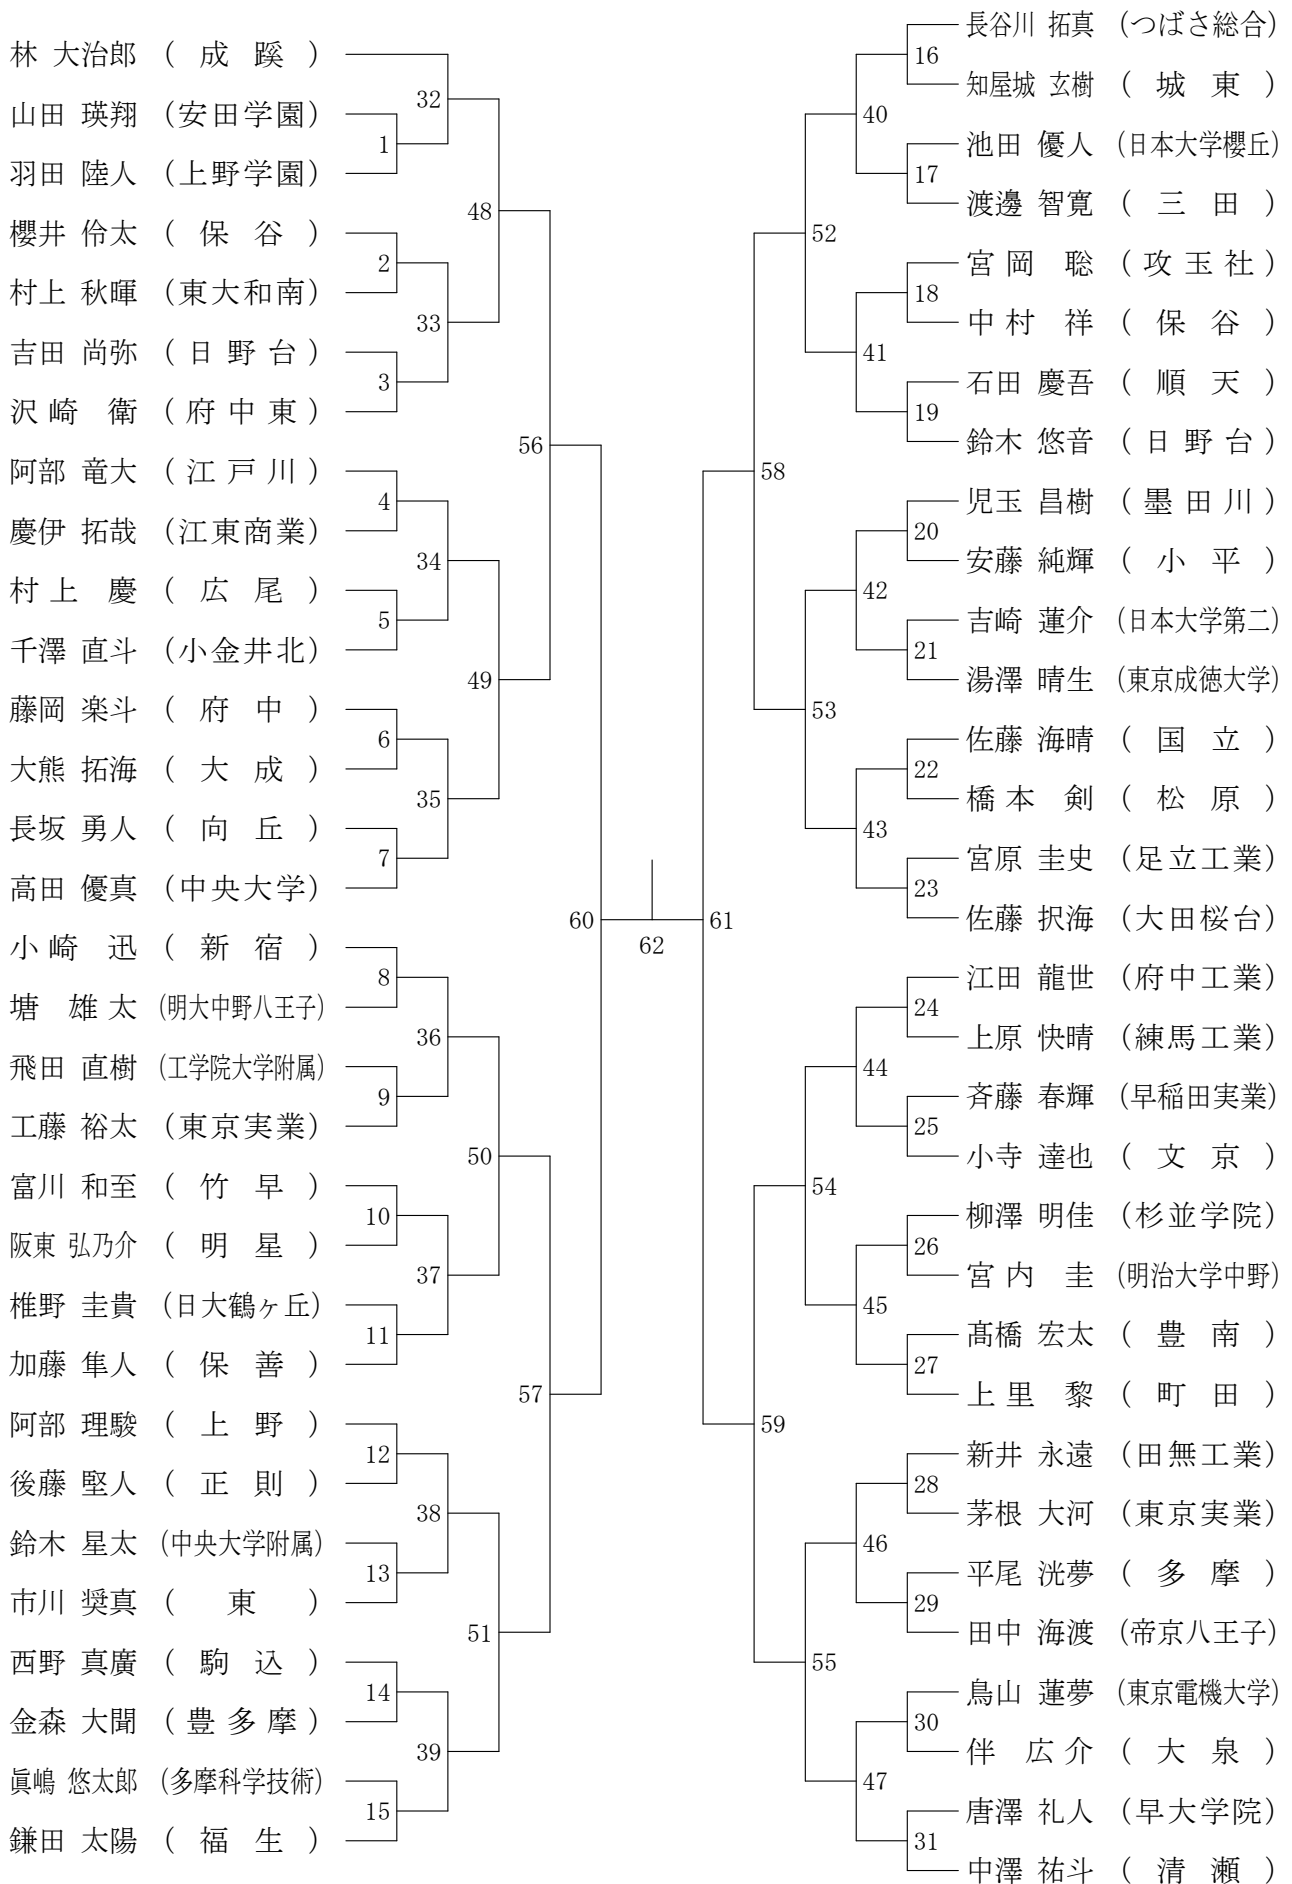 林 大治郎 ( 成 蹊 )
山田 瑛翔 (安田学園)
羽田 陸人 (上野学園)
櫻井 伶太 ( 保 谷 )
村上 秋暉 (東大和南)
吉田 尚弥 ( 日 野 台 )
沢崎 衛 ( 府 中 東 )
阿部 竜大 ( 江 戸 川 )
慶伊 拓哉 (江東商業)
村上 慶 ( 広 尾 )
千澤 直斗 (小金井北)
藤岡 楽斗 ( 府 中 )
大熊 拓海 ( 大 成 )
長坂 勇人 ( 向 丘 )
高田 優真 (中央大学)
小崎 迅 ( 新 宿 )
塘 雄太 (明大中野八王子)
飛田 直樹 (工学院大学附属)
工藤 裕太 (東京実業)
富川 和至 ( 竹 早 )
阪東 弘乃介 ( 明 星 )
椎野 圭貴 (日大鶴ヶ丘)
加藤 隼人 ( 保 善 )
阿部 理駿 ( 上 野 )
後藤 堅人 ( 正 則 )
鈴木 星太 (中央大学附属)
市川 奨真 ( 東 )
西野 真廣 ( 駒 込 )
金森 大聞 ( 豊 多 摩 )
眞嶋 悠太郎 (多摩科学技術)
鎌田 太陽 ( 福 生 )
1
2
3
4
5
6
7
8
9
10
11
12
13
14
15
32
33
34
35
36
37
38
39
48
49
50
51
56
57
60
62
61
58
59
52
53
54
55
40
41
42
43
44
45
46
47
16
17
18
19
20
21
22
23
24
25
26
27
28
29
30
31
長谷川 拓真 (つばさ総合)
知屋城 玄樹 ( 城 東 )
池田 優人 (日本大学櫻丘)
渡邊 智寛 ( 三 田 )
宮岡 聡 ( 攻 玉 社 )
中村 祥 ( 保 谷 )
石田 慶吾 ( 順 天 )
鈴木 悠音 ( 日 野 台 )
児玉 昌樹 ( 墨 田 川 )
安藤 純輝 ( 小 平 )
吉崎 蓮介 (日本大学第二)
湯澤 晴生 (東京成徳大学)
佐藤 海晴 ( 国 立 )
橋本 剣 ( 松 原 )
宮原 圭史 (足立工業)
佐藤 択海 (大田桜台)
江田 龍世 (府中工業)
上原 快晴 (練馬工業)
斉藤 春輝 (早稲田実業)
小寺 達也 ( 文 京 )
柳澤 明佳 (杉並学院)
宮内 圭 (明治大学中野)
髙橋 宏太 ( 豊 南 )
上里 黎 ( 町 田 )
新井 永遠 (田無工業)
茅根 大河 (東京実業)
平尾 洸夢 ( 多 摩 )
田中 海渡 (帝京八王子)
鳥山 蓮夢 (東京電機大学)
伴 広介 ( 大 泉 )
唐澤 礼人 (早大学院)
中澤 祐斗 ( 清 瀬 )